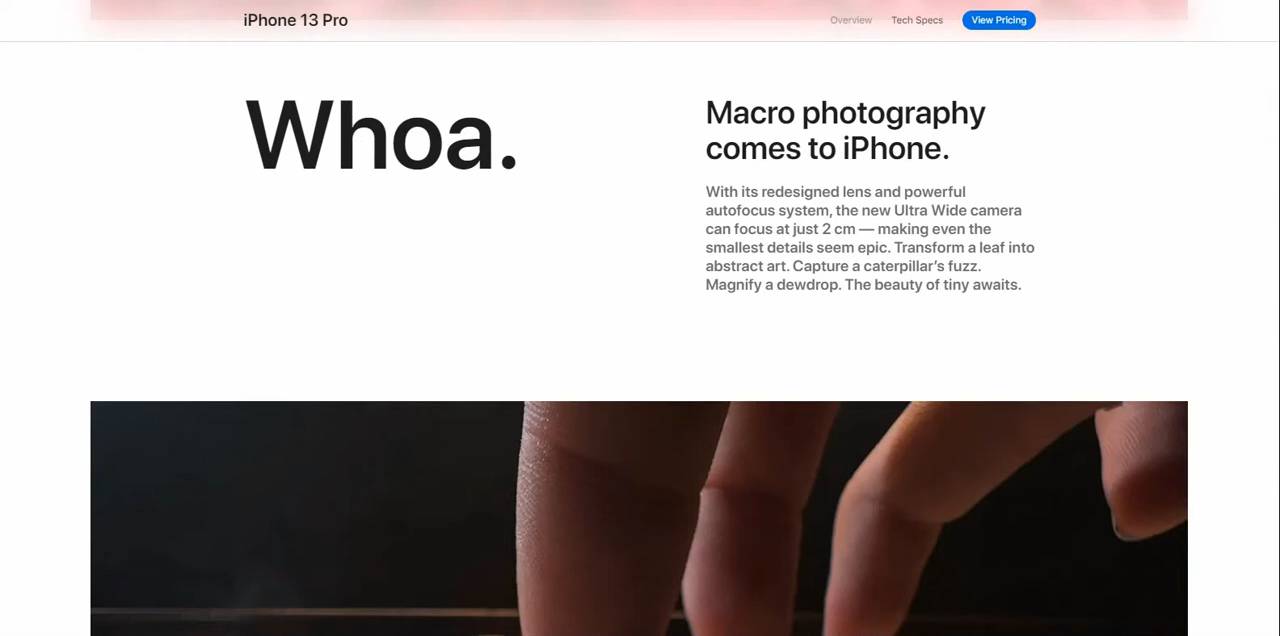 iPhone 13 Pro
Overview
Tech Specs
View Pricing
Whoa.
Macro photography
comes to iPhone.
With its redesigned lens and powerful
autofocus system, the new Ultra Wide camera
can focus at just 2 cm — making even the
smallest details seem epic. Transform a leaf into
abstract art. Capture a caterpillar’s fuzz.
Magnify a dewdrop. The beauty of tiny awaits.